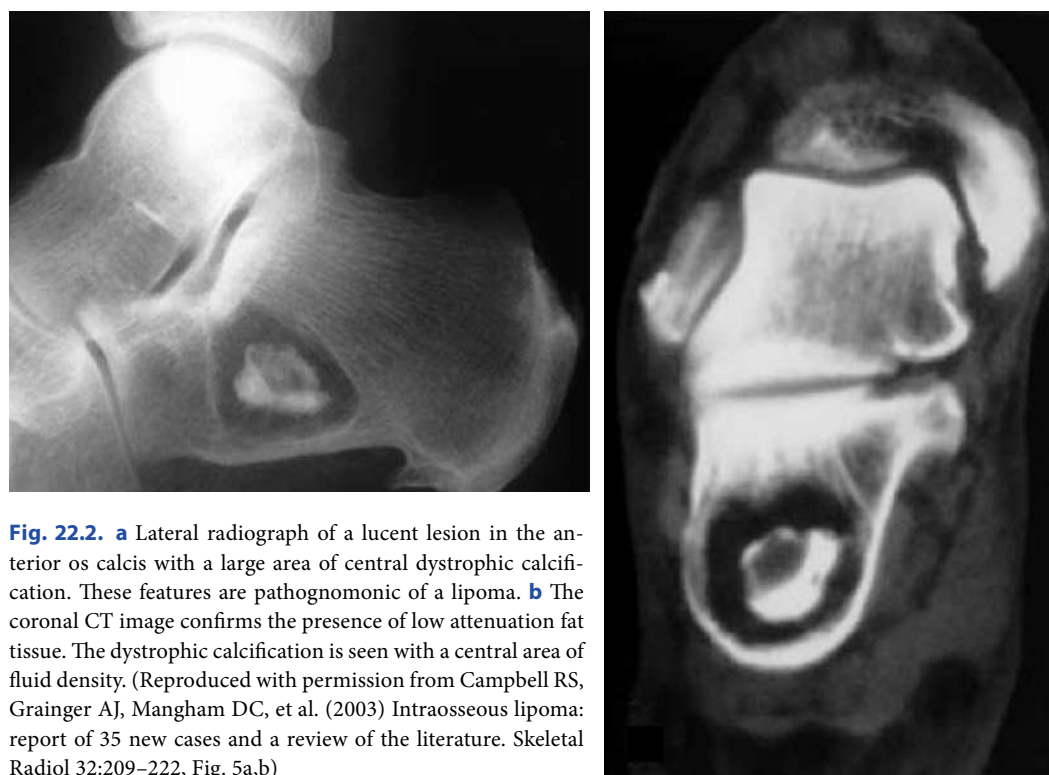 Fig. 22.2. a Lateral radiograph of a lucent lesion in the an-
terior os calcis with a large area of central dystrophic calcifi-
cation. These features are pathognomonic of a lipoma. b The
coronal CT image confirms the presence of low attenuation fat
tissue. The dystrophic calcification is seen with a central area of
fluid density. (Reproduced with permission from Campbell RS,
Grainger AJ, Mangham DC, et al. (2003) Intraosseous lipoma:
report of 35 new cases and a review of the literature. Skeletal
Radiol 32:209–222, Fig. 5a,b)